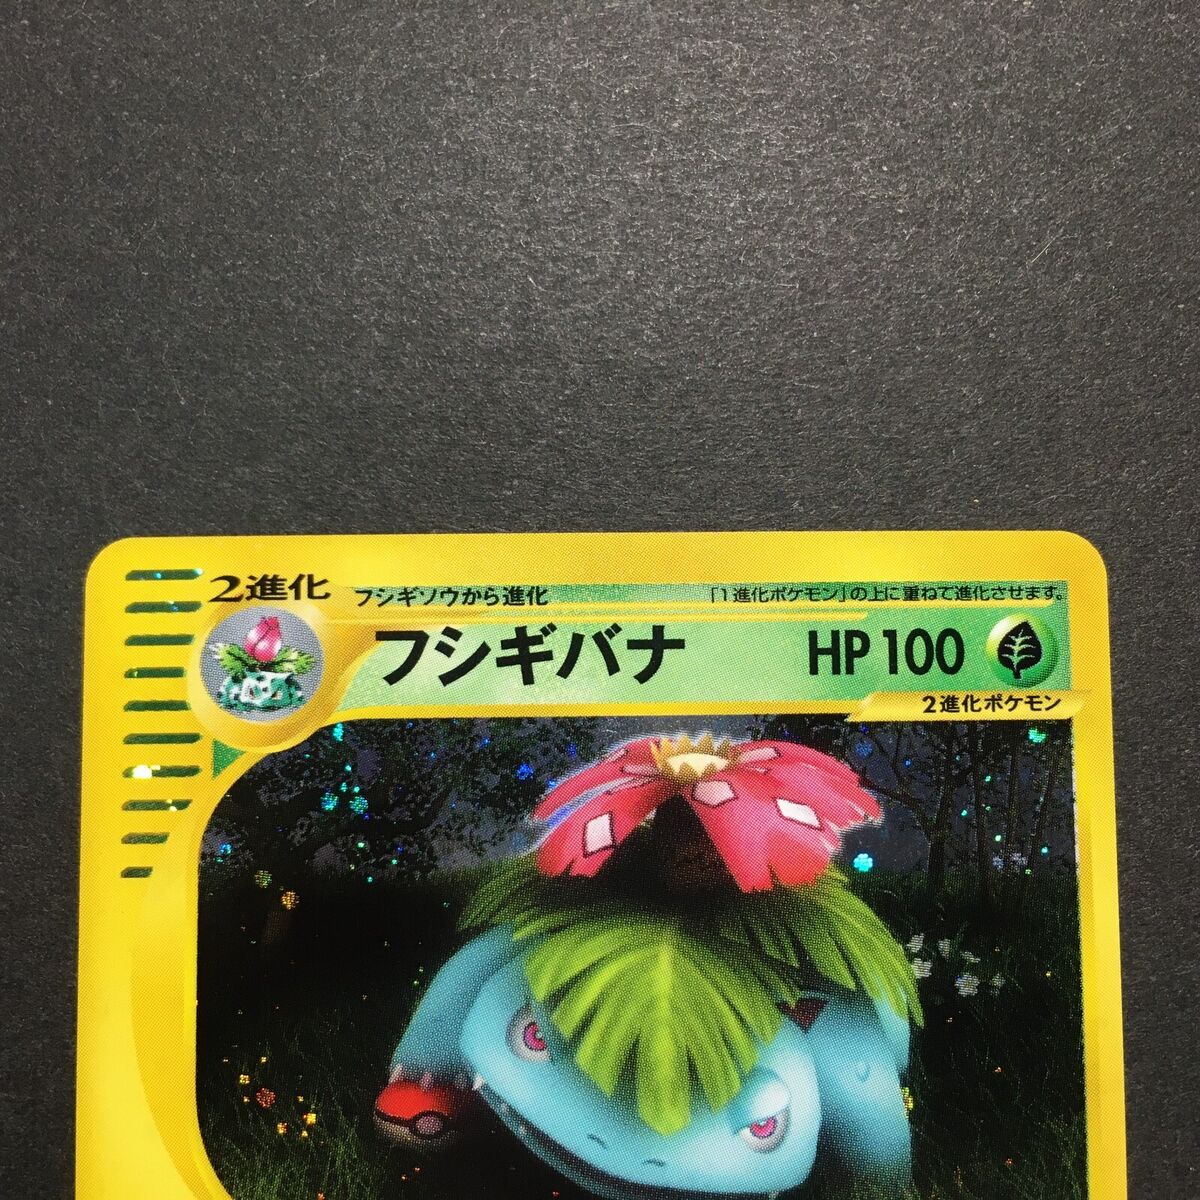 2進化
フシギソウから進化
「1進化ポケモン」の上に重ねて進化させます。
フシギバナ
HP 100
2進化ポケモン